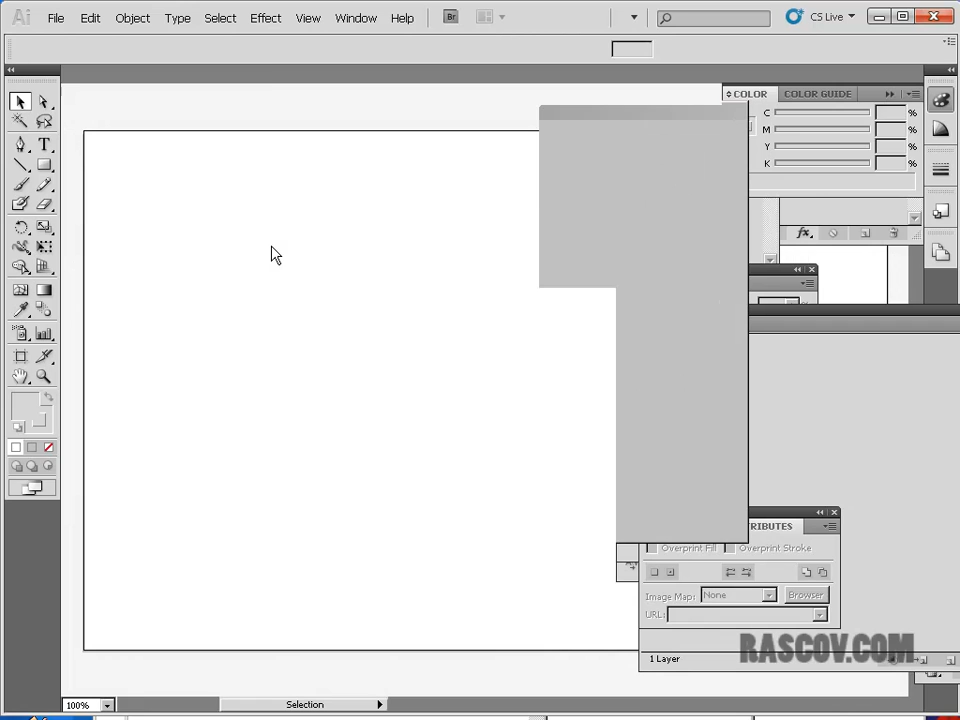 Ai File Edit Object Type Select Effect View Window Help Br CS Live
COLOR COLOR GUIDE
C %
M %
Y %
K %
T
fx
RIBUTES
Overprint Fill Overprint Stroke
Image Map: None Browser
URL:
RASCOV.COM
1 Layer
100% Selection